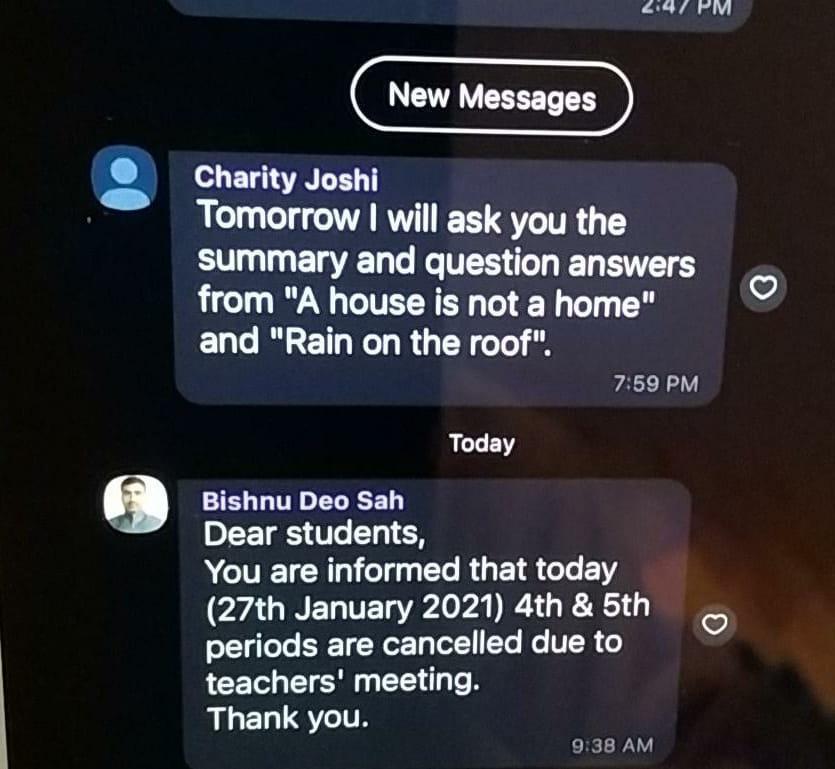 2:47 PM
New Messages
Charity Joshi
Tomorrow I will ask you the
summary and question answers
from "A house is not a home"
and "Rain on the roof".
7:59 PM
Today
Bishnu Deo Sah
Dear students,
You are informed that today
(27th January 2021) 4th & 5th
periods are cancelled due to
teachers' meeting.
Thank you.
9:38 AM